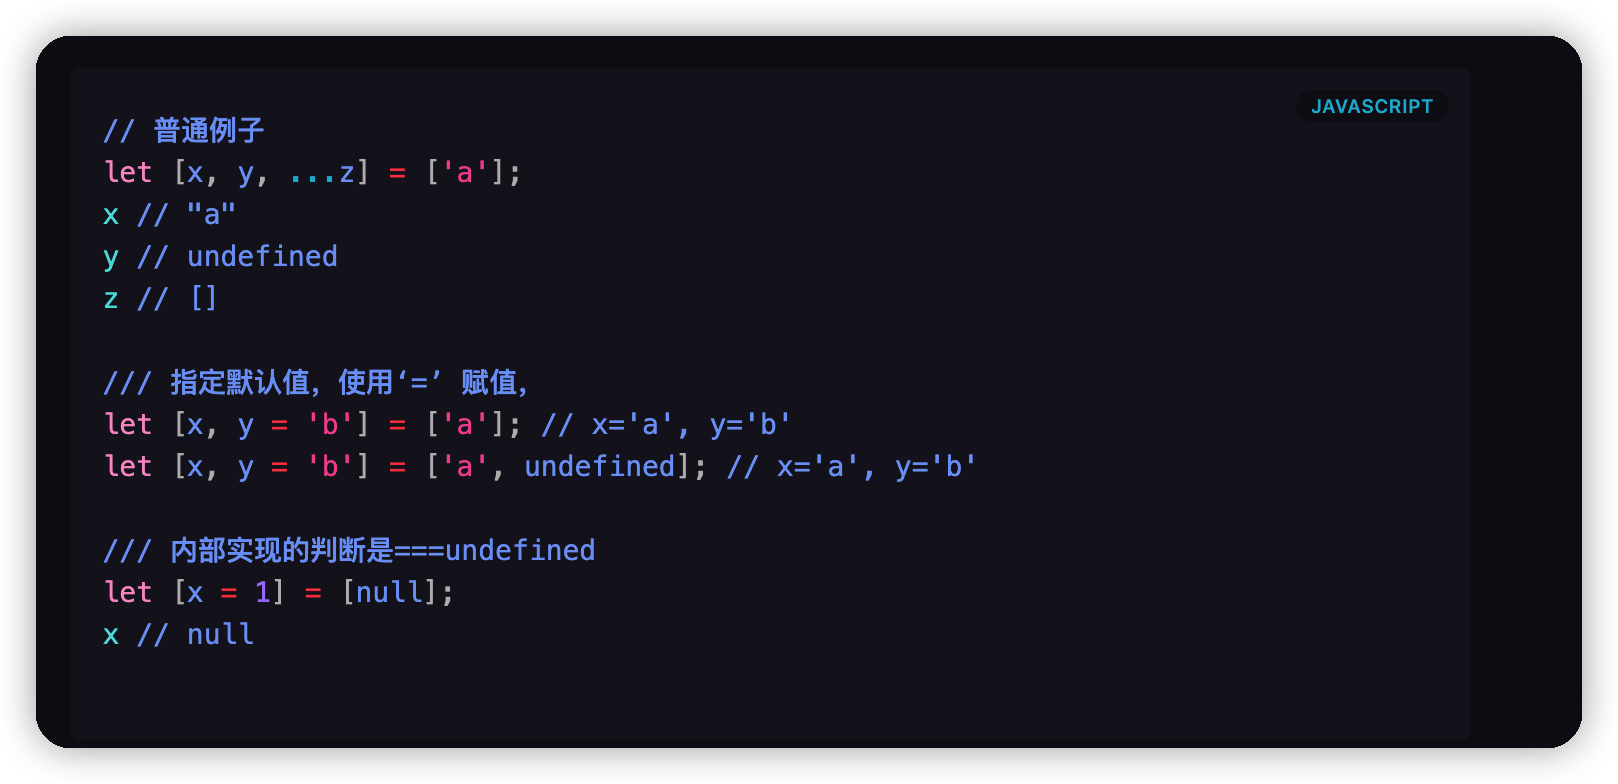 JAVASCRIPT
// 普通例子
let [x, y, ...z] = ['a'];
x // "a"
y // undefined
z // []
/// 指定默认值，使用‘=’ 赋值，
let [x, y = 'b'] = ['a']; // x='a', y='b'
let [x, y = 'b'] = ['a', undefined]; // x='a', y='b'
/// 内部实现的判断是===undefined
let [x = 1] = [null];
x // null